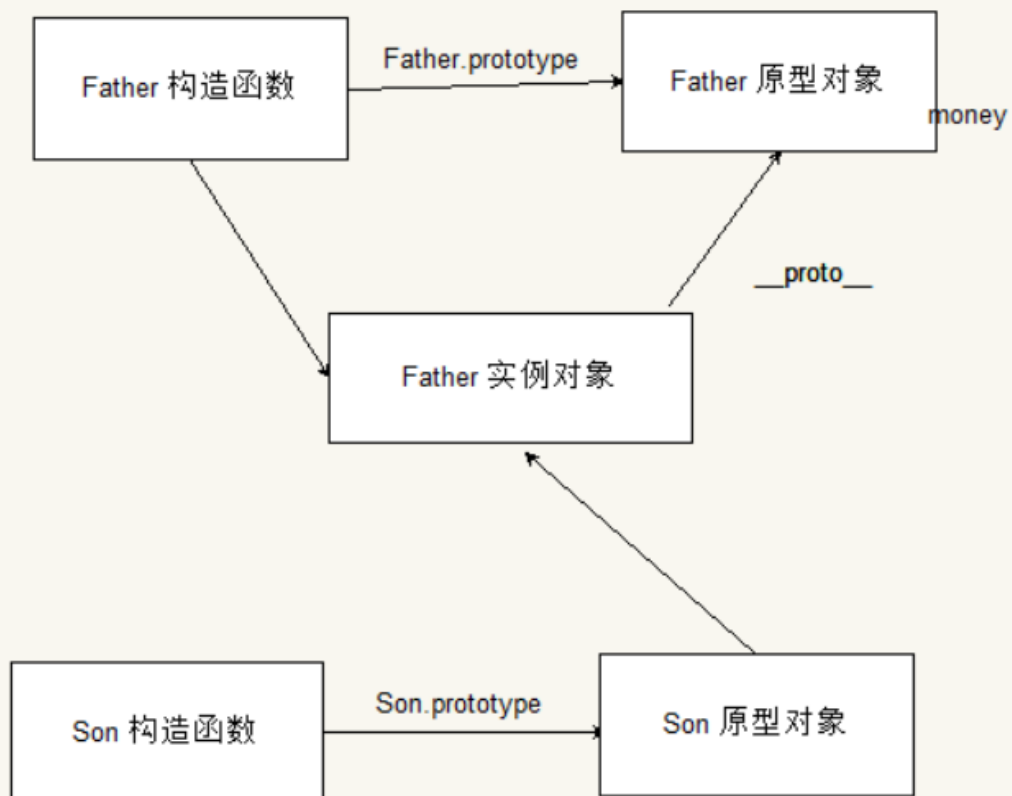 Father.prototype
Father 构造函数
Father 原型对象
money
__proto__
Father 实例对象
Son.prototype
Son 构造函数
Son 原型对象